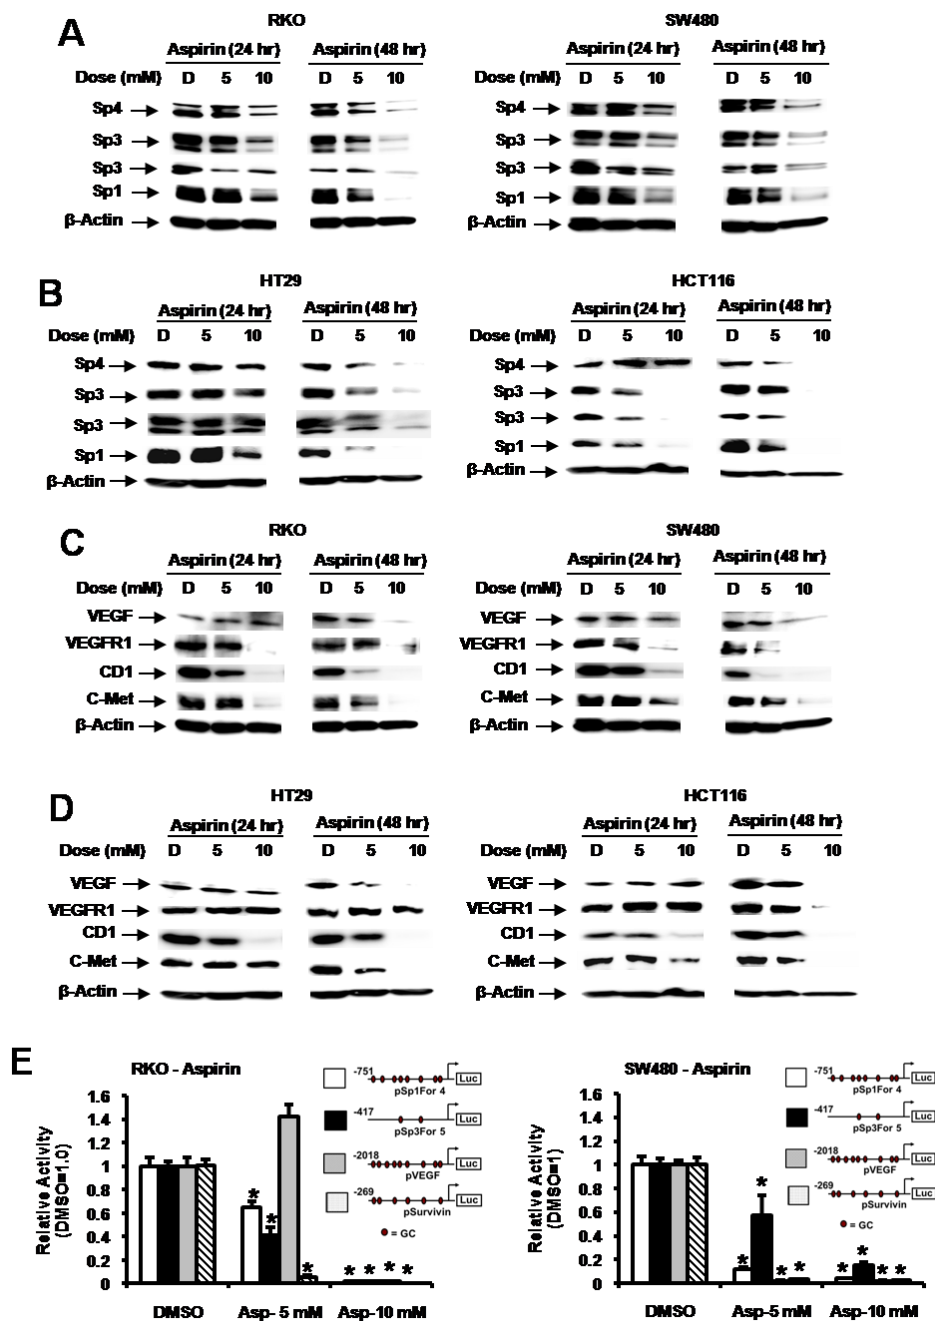 A
RKO
SW480
Aspirin (24 hr) Aspirin (48 hr) Aspirin (24 hr) Aspirin (48 hr)
Dose (mM) D 5 10 D 5 10 Dose (mM) D 5 10 D 5 10
Sp4 Sp4
Sp3 Sp3
Sp3 Sp3
Sp1 Sp1
β-Actin β-Actin
B
HT29
HCT116
Aspirin (24 hr) Aspirin (48 hr) Aspirin (24 hr) Aspirin (48 hr)
Dose (mM) D 5 10 D 5 10 Dose (mM) D 5 10 D 5 10
Sp4 Sp4
Sp3 Sp3
Sp3 Sp3
Sp1 Sp1
β-Actin β-Actin
C
RKO
SW480
Aspirin (24 hr) Aspirin (48 hr) Aspirin (24 hr) Aspirin (48 hr)
Dose (mM) D 5 10 D 5 10 Dose (mM) D 5 10 D 5 10
VEGF VEGF
VEGFR1 VEGFR1
CD1 CD1
C-Met C-Met
β-Actin β-Actin
D
HT29
HCT116
Aspirin (24 hr) Aspirin (48 hr) Aspirin (24 hr) Aspirin (48 hr)
Dose (mM) D 5 10 D 5 10 Dose (mM) D 5 10 D 5 10
VEGF VEGF
VEGFR1 VEGFR1
CD1 CD1
C-Met C-Met
β-Actin β-Actin
E
RKO - Aspirin
Relative Activity
(DMSO=1.0)
1.6
1.4
1.2
1
0.8
0.6
0.4
0.2
0
* * * * * * *
DMSO Asp- 5 mM Asp-10 mM
-751 Luc
pSp1For 4
-417 Luc
pSp3For 5
-2018 Luc
pVEGF
-269 Luc
pSurvivin
= GC
SW480 - Aspirin
Relative Activity
(DMSO=1)
1.6
1.4
1.2
1
0.8
0.6
0.4
0.2
0
* * * * * * * *
DMSO Asp-5 mM Asp-10 mM
-751 Luc
pSp1For 4
-417 Luc
pSp3For 5
-2018 Luc
pVEGF
-269 Luc
pSurvivin
= GC